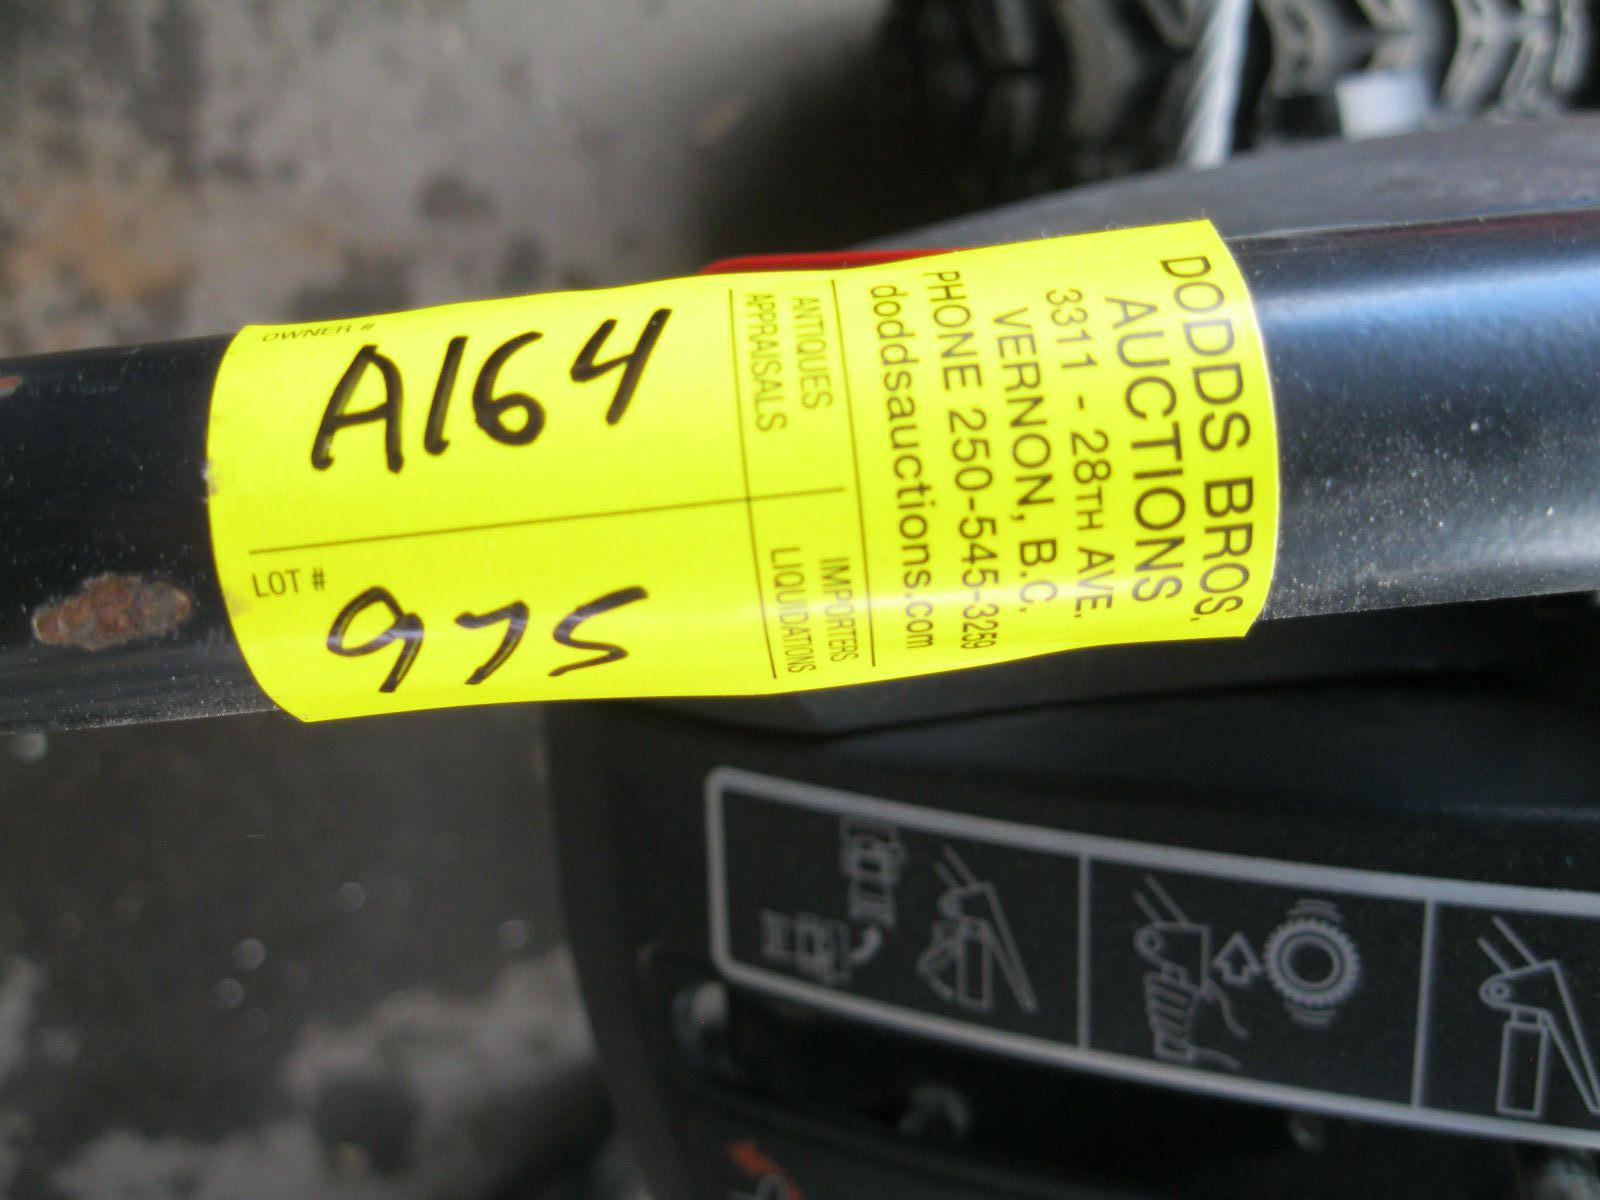 OWNER #
A164
LOT #
975
ANTIQUES
APPRAISALS
IMPORTERS
LIQUIDATIONS
DODDS BROS.
AUCTIONS
3311 - 28TH AVE.
VERNON, B.C.
PHONE 250-545-3259
doddsauctions.com